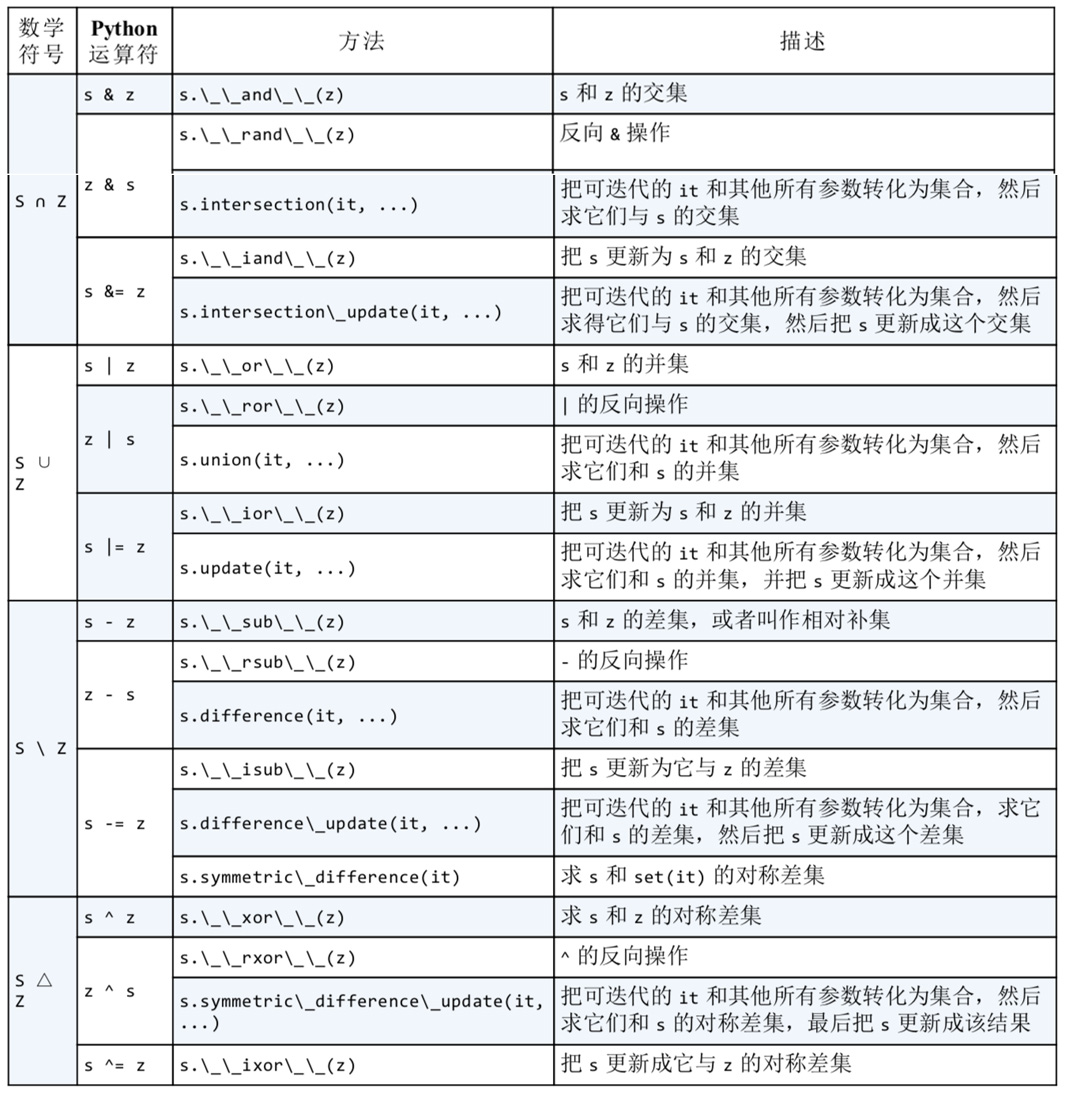 数学
符号
Python
运算符
方法
描述
S ∩ Z
s & z
s.\_\_and\_\_(z)
s 和 z 的交集
z & s
s.\_\_rand\_\_(z)
反向 & 操作
s.intersection(it, ...)
把可迭代的 it 和其他所有参数转化为集合，然后
求它们与 s 的交集
s &= z
s.\_\_iand\_\_(z)
把 s 更新为 s 和 z 的交集
s.intersection\_update(it, ...)
把可迭代的 it 和其他所有参数转化为集合，然后
求得它们与 s 的交集，然后把 s 更新成这个交集
S ∪
Z
s | z
s.\_\_or\_\_(z)
s 和 z 的并集
z | s
s.\_\_ror\_\_(z)
| 的反向操作
s.union(it, ...)
把可迭代的 it 和其他所有参数转化为集合，然后
求它们和 s 的并集
s |= z
s.\_\_ior\_\_(z)
把 s 更新为 s 和 z 的并集
s.update(it, ...)
把可迭代的 it 和其他所有参数转化为集合，然后
求它们和 s 的并集，并把 s 更新成这个并集
S \ Z
s - z
s.\_\_sub\_\_(z)
s 和 z 的差集，或者叫作相对补集
z - s
s.\_\_rsub\_\_(z)
- 的反向操作
s.difference(it, ...)
把可迭代的 it 和其他所有参数转化为集合，然后
求它们和 s 的差集
s -= z
s.\_\_isub\_\_(z)
把 s 更新为它与 z 的差集
s.difference\_update(it, ...)
把可迭代的 it 和其他所有参数转化为集合，求它
们和 s 的差集，然后把 s 更新成这个差集
s.symmetric\_difference(it)
求 s 和 set(it) 的对称差集
S △
Z
s ^ z
s.\_\_xor\_\_(z)
求 s 和 z 的对称差集
z ^ s
s.\_\_rxor\_\_(z)
^ 的反向操作
s.symmetric\_difference\_update(it,
...)
把可迭代的 it 和其他所有参数转化为集合，然后
求它们和 s 的对称差集，最后把 s 更新成该结果
s ^= z
s.\_\_ixor\_\_(z)
把 s 更新成它与 z 的对称差集